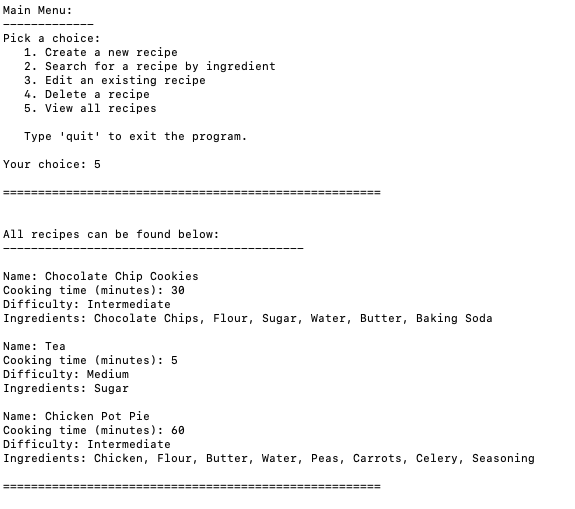 Main Menu:
-------------
Pick a choice:
   1. Create a new recipe
   2. Search for a recipe by ingredient
   3. Edit an existing recipe
   4. Delete a recipe
   5. View all recipes

   Type 'quit' to exit the program.

Your choice: 5

======================================================


All recipes can be found below:
-------------------------------------------

Name: Chocolate Chip Cookies
Cooking time (minutes): 30
Difficulty: Intermediate
Ingredients: Chocolate Chips, Flour, Sugar, Water, Butter, Baking Soda

Name: Tea
Cooking time (minutes): 5
Difficulty: Medium
Ingredients: Sugar

Name: Chicken Pot Pie
Cooking time (minutes): 60
Difficulty: Intermediate
Ingredients: Chicken, Flour, Butter, Water, Peas, Carrots, Celery, Seasoning

======================================================